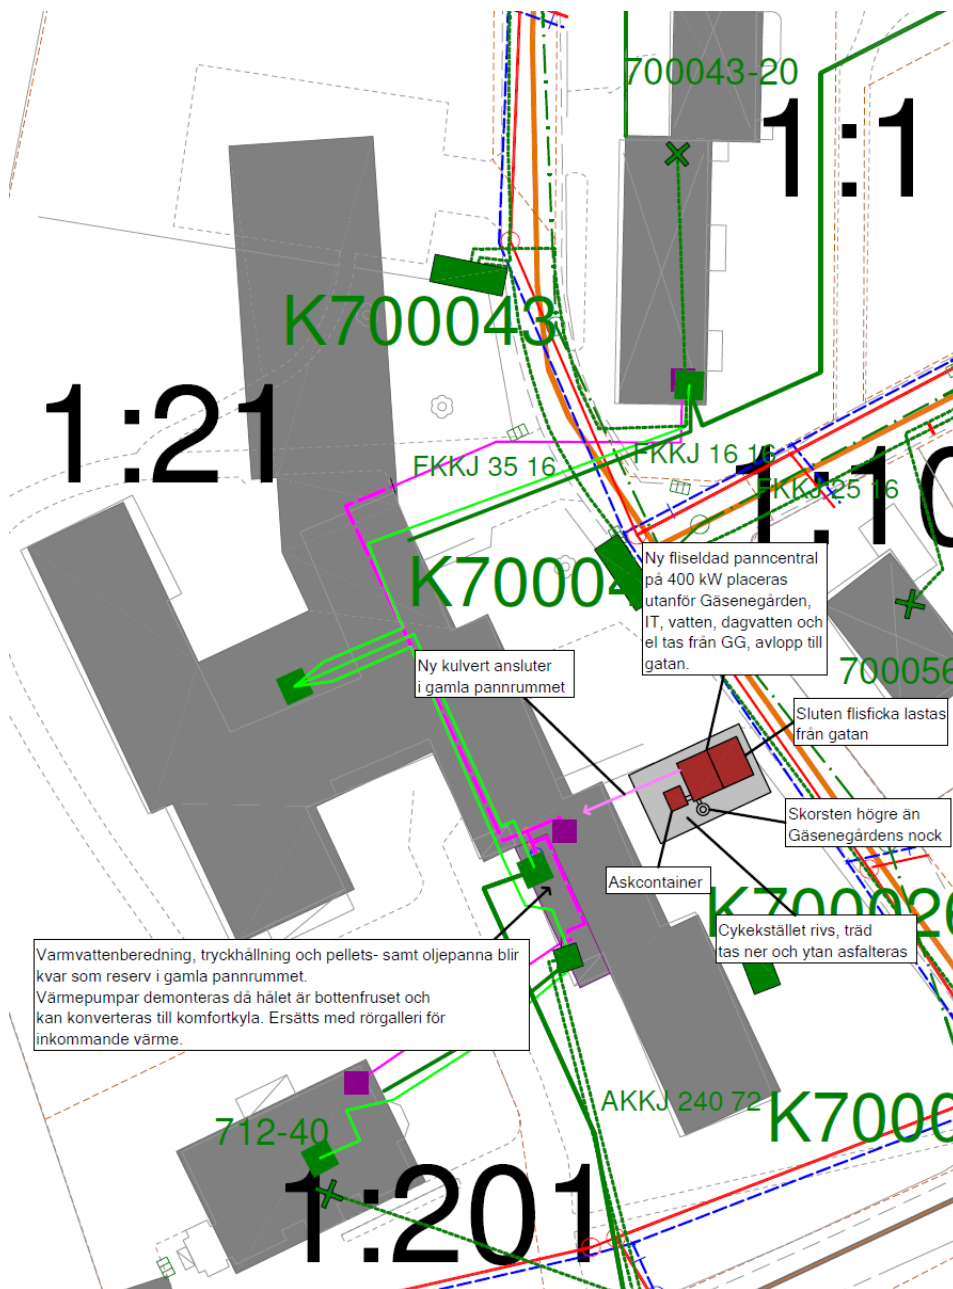 700043-20
1:1
K700043
1:21
FKKJ 35 16
FKKJ 16 16
FKKJ 25 16
1:10
K7000
Ny fliseldad panncentral
på 400 kW placeras
utanför Gäsenegården,
IT, vatten, dagvatten och
el tas från GG, avlopp till
gatan.
Ny kulvert ansluter
i gamla pannrummet
700056
Sluten flisficka lastas
från gatan
Skorsten högre än
Gäsenegårdens nock
Askcontainer
K700026
Cykekstället rivs, träd
tas ner och ytan asfalteras
Varmvattenberedning, tryckhållning och pellets- samt oljepanna blir
kvar som reserv i gamla pannrummet.
Värmepumpar demonteras då hålet är bottenfruset och
kan konverteras till komfortkyla. Ersätts med rörgalleri för
inkommande värme.
AKKJ 240 72
K7000
712-40
1:201